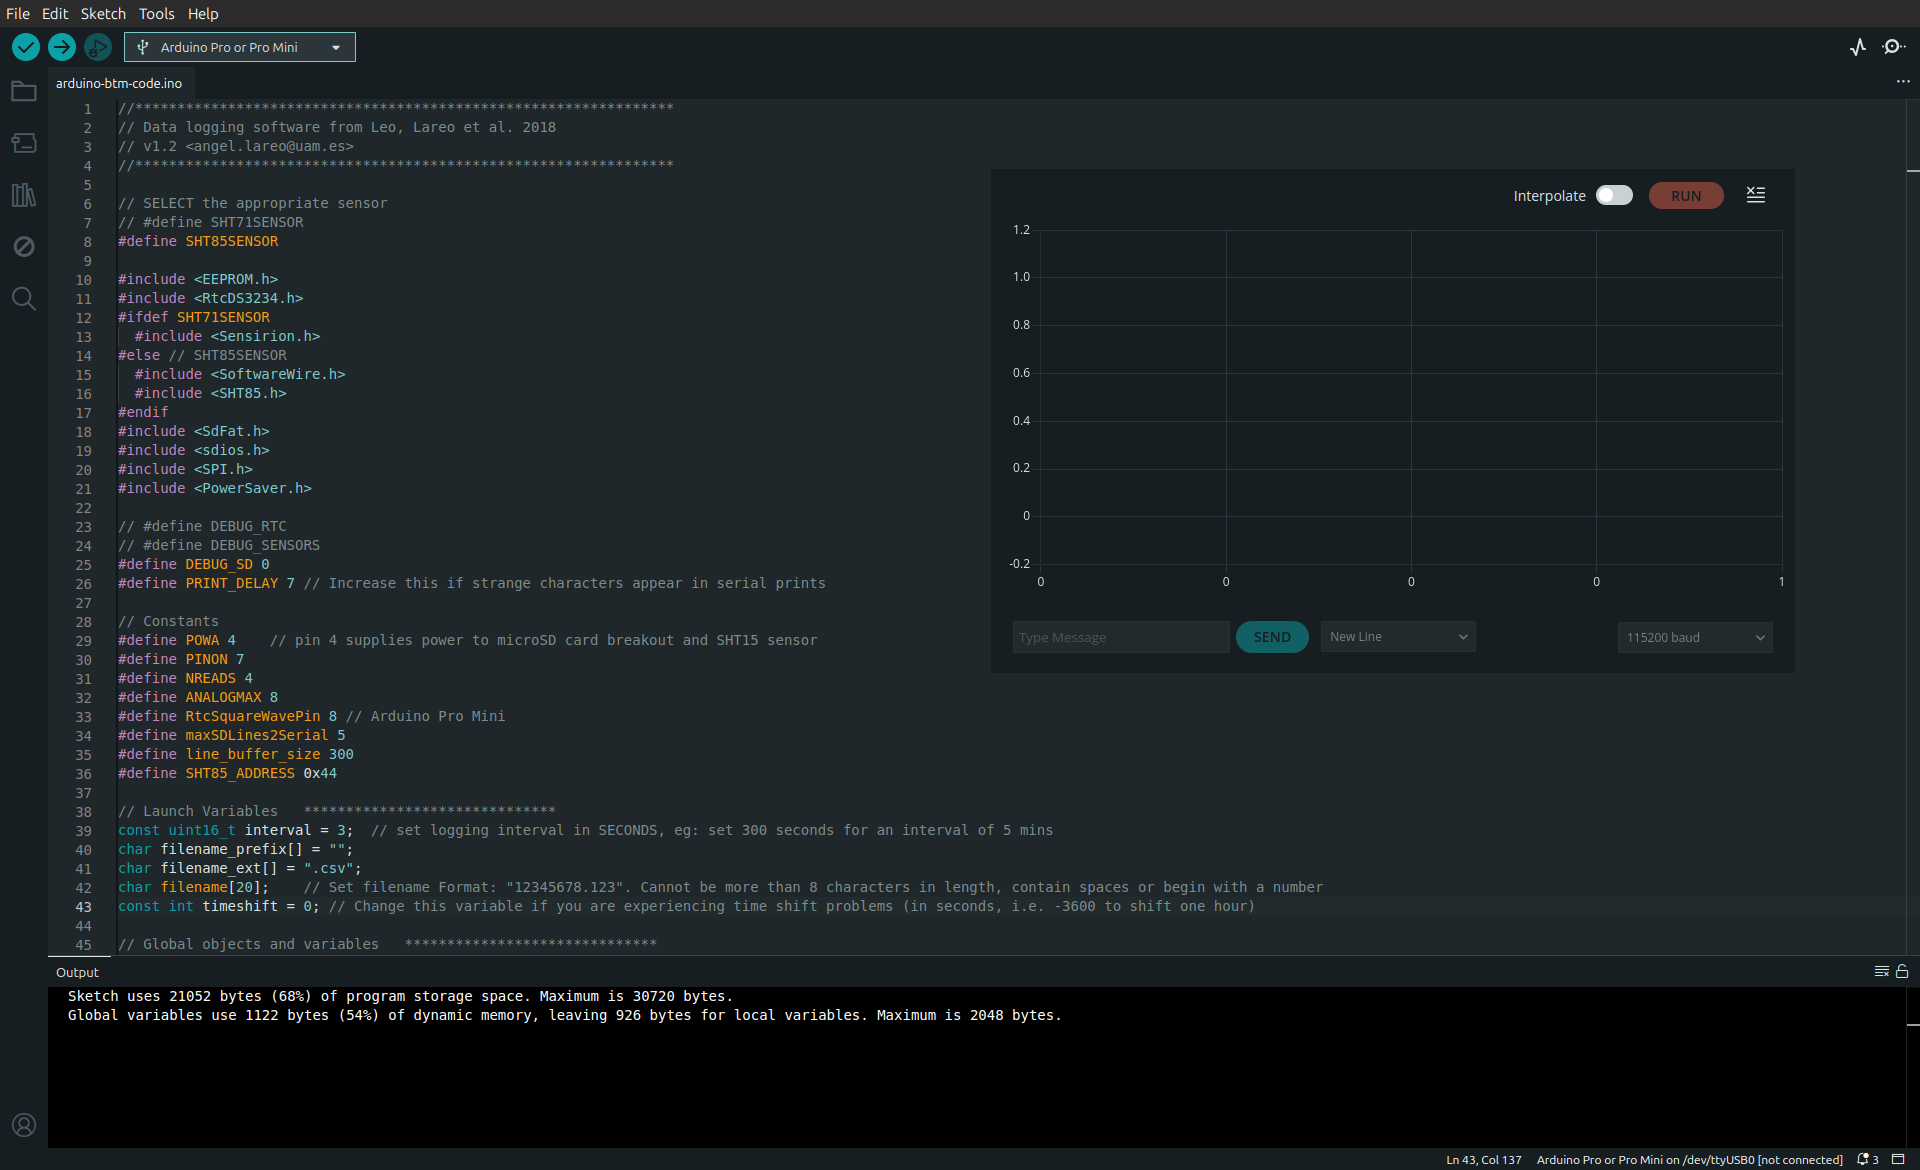 File Edit Sketch Tools Help
Arduino Pro or Pro Mini
arduino-btm-code.ino
1 //****************************************************************
2 // Data logging software from Leo, Lareo et al. 2018
3 // v1.2 <angel.lareo@uam.es>
4 //****************************************************************
5
6 // SELECT the appropriate sensor
7 // #define SHT71SENSOR
8 #define SHT85SENSOR
9
10 #include <EEPROM.h>
11 #include <RtcDS3234.h>
12 #ifdef SHT71SENSOR
13 #include <Sensirion.h>
14 #else // SHT85SENSOR
15 #include <SoftwareWire.h>
16 #include <SHT85.h>
17 #endif
18 #include <SdFat.h>
19 #include <sdios.h>
20 #include <SPI.h>
21 #include <PowerSaver.h>
22
23 // #define DEBUG_RTC
24 // #define DEBUG_SENSORS
25 #define DEBUG_SD 0
26 #define PRINT_DELAY 7 // Increase this if strange characters appear in serial prints
27
28 // Constants
29 #define POWA 4    // pin 4 supplies power to microSD card breakout and SHT15 sensor
30 #define PINON 7
31 #define NREADS 4
32 #define ANALOGMAX 8
33 #define RtcSquareWavePin 8 // Arduino Pro Mini
34 #define maxSDLines2Serial 5
35 #define line_buffer_size 300
36 #define SHT85_ADDRESS 0x44
37
38 // Launch Variables   ******************************
39 const uint16_t interval = 3;  // set logging interval in SECONDS, eg: set 300 seconds for an interval of 5 mins
40 char filename_prefix[] = "";
41 char filename_ext[] = ".csv";
42 char filename[20];    // Set filename Format: "12345678.123". Cannot be more than 8 characters in length, contain spaces or begin with a number
43 const int timeshift = 0; // Change this variable if you are experiencing time shift problems (in seconds, i.e. -3600 to shift one hour)
44
45 // Global objects and variables   ******************************
Interpolate RUN
1.2
1.0
0.8
0.6
0.4
0.2
0
-0.2
0 0 0 0 1
Type Message SEND New Line 115200 baud
Output
Sketch uses 21052 bytes (68%) of program storage space. Maximum is 30720 bytes.
Global variables use 1122 bytes (54%) of dynamic memory, leaving 926 bytes for local variables. Maximum is 2048 bytes.
Ln 43, Col 137 Arduino Pro or Pro Mini on /dev/ttyUSB0 [not connected] 3